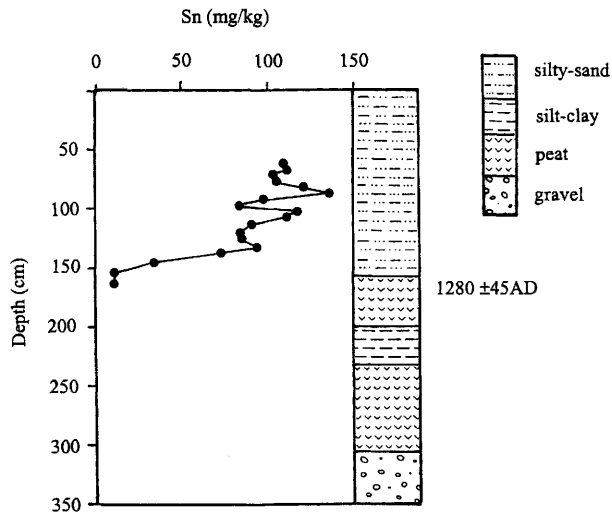 Sn (mg/kg)
0 50 100 150
50
100
150
200
250
300
350
Depth (cm)
1280 ±45AD
silty-sand
silt-clay
peat
gravel